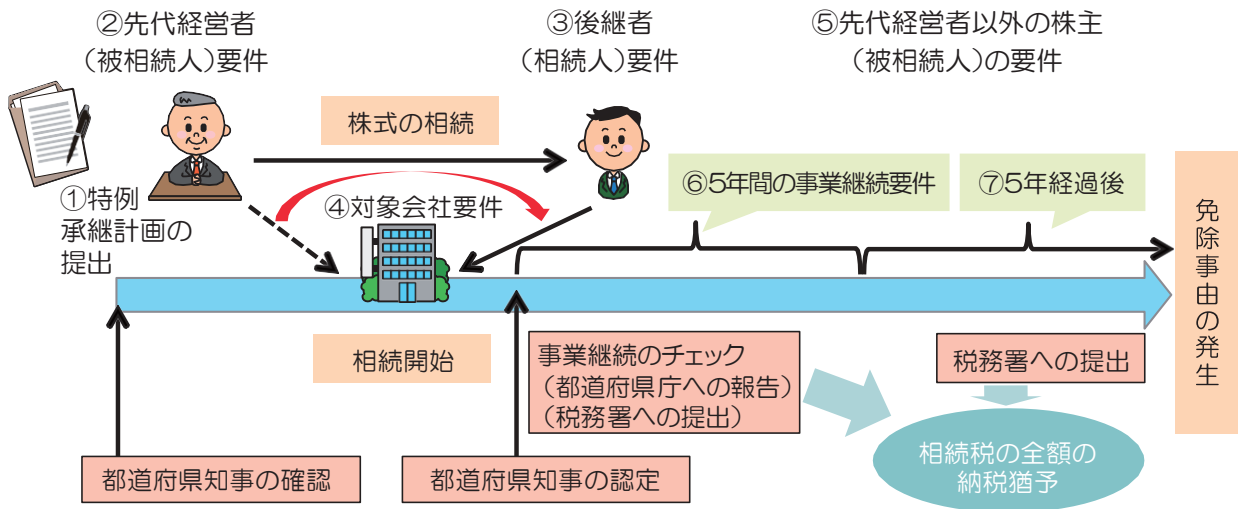 ②先代経営者
（被相続人）要件
③後継者
（相続人）要件
⑤先代経営者以外の株主
（被相続人）の要件
株式の相続
①特例
承継計画の
提出
④対象会社要件
⑥5年間の事業継続要件
⑦5年経過後
免除事由の発生
相続開始
事業継続のチェック
（都道府県庁への報告）
（税務署への提出）
税務署への提出
相続税の全額の
納税猶予
都道府県知事の確認
都道府県知事の認定